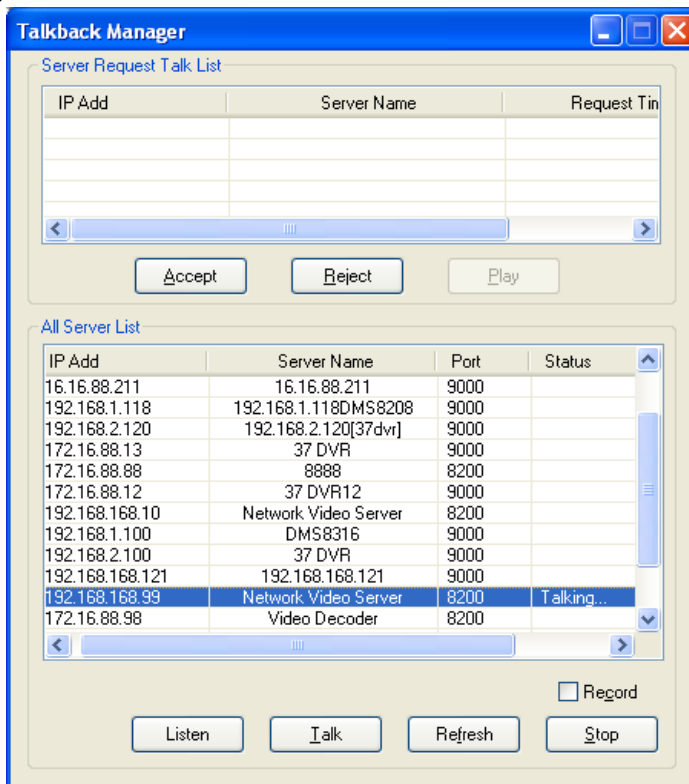 Talkback Manager
Server Request Talk List
IP Add Server Name Request Tin
Accept Reject Play
All Server List
IP Add Server Name Port Status
16.16.88.211 16.16.88.211 9000
192.168.1.118 192.168.1.118DMS8208 9000
192.168.2.120 192.168.2.120[37dvr] 9000
172.16.88.13 37 DVR 9000
172.16.88.88 8888 8200
172.16.88.12 37 DVR12 9000
192.168.168.10 Network Video Server 8200
192.168.1.100 DMS8316 9000
192.168.2.100 37 DVR 9000
192.168.168.121 192.168.168.121 9000
192.168.168.99 Network Video Server 8200 Talking...
172.16.88.98 Video Decoder 8200
Record
Listen Talk Refresh Stop